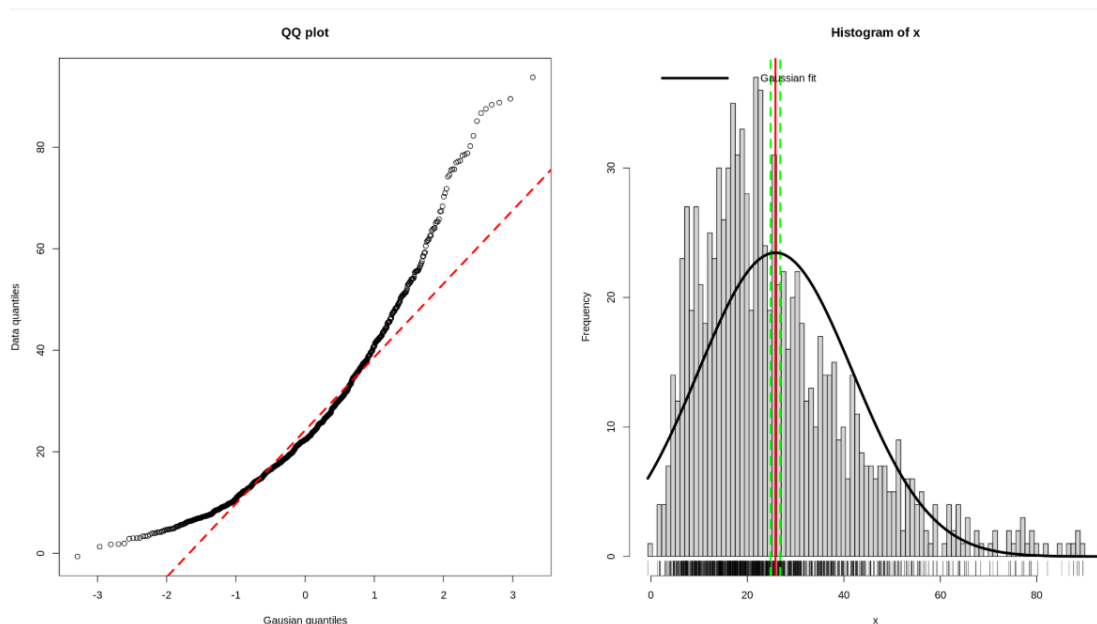 QQ plot
Data quantiles
80
60
40
20
0
-3 -2 -1 0 1 2 3
Gausian quantiles
Histogram of x
Gaussian fit
Frequency
30
20
10
0
0 20 40 60 80
x